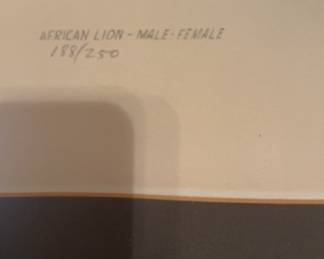 AFRICAN LION - MALE - FEMALE
188/250